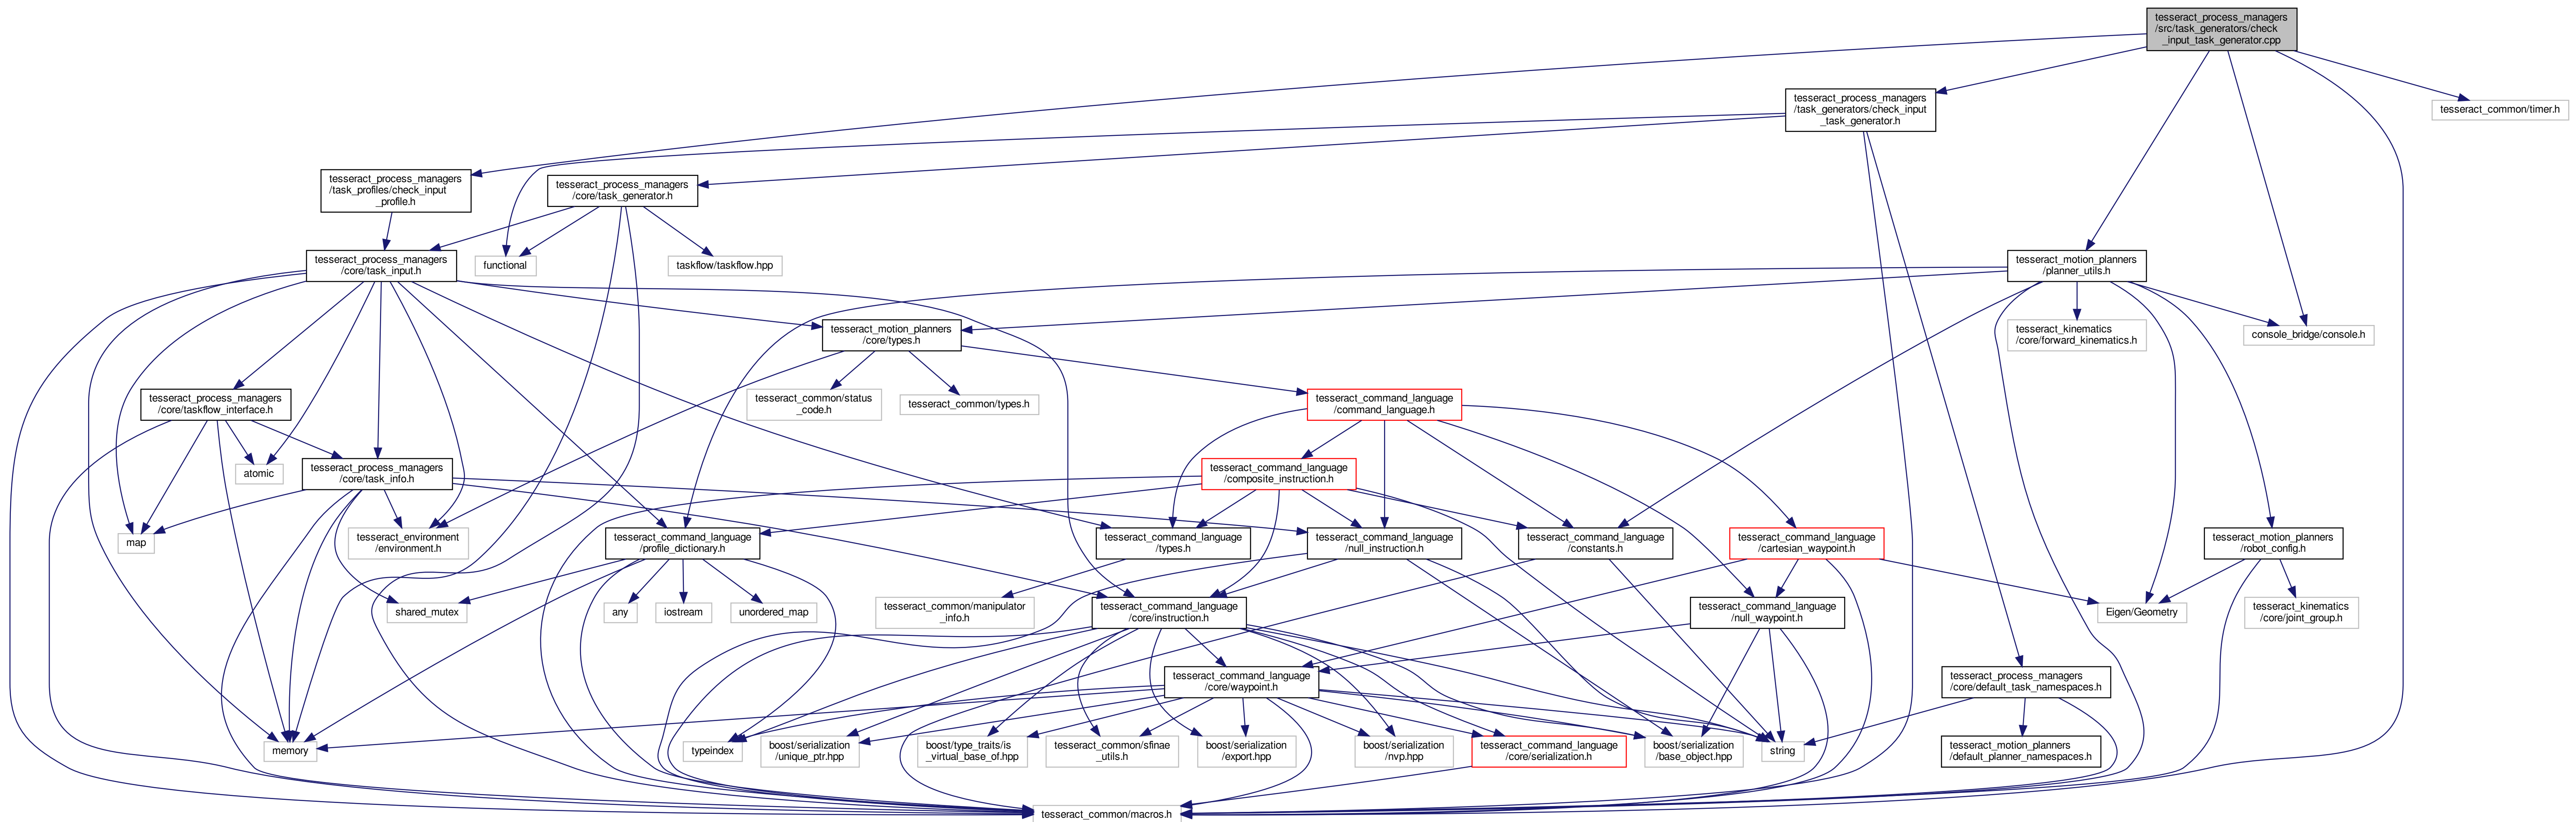 tesseract_process_managers
/src/task_generators/check
_input_task_generator.cpp
tesseract_process_managers
/task_generators/check_input
_task_generator.h
tesseract_common/timer.h
tesseract_process_managers
/task_profiles/check_input
_profile.h
tesseract_process_managers
/core/task_generator.h
tesseract_process_managers
/core/task_input.h
functional
taskflow/taskflow.hpp
tesseract_motion_planners
/planner_utils.h
tesseract_motion_planners
/core/types.h
tesseract_kinematics
/core/forward_kinematics.h
console_bridge/console.h
tesseract_process_managers
/core/taskflow_interface.h
tesseract_common/status
_code.h
tesseract_common/types.h
tesseract_command_language
/command_language.h
atomic
tesseract_process_managers
/core/task_info.h
tesseract_command_language
/composite_instruction.h
map
tesseract_environment
/environment.h
tesseract_command_language
/profile_dictionary.h
tesseract_command_language
/types.h
tesseract_command_language
/null_instruction.h
tesseract_command_language
/constants.h
tesseract_command_language
/cartesian_waypoint.h
tesseract_motion_planners
/robot_config.h
shared_mutex
any
iostream
unordered_map
tesseract_common/manipulator
_info.h
tesseract_command_language
/core/instruction.h
tesseract_command_language
/null_waypoint.h
Eigen/Geometry
tesseract_kinematics
/core/joint_group.h
tesseract_command_language
/core/waypoint.h
tesseract_process_managers
/core/default_task_namespaces.h
memory
typeindex
boost/serialization
/unique_ptr.hpp
boost/type_traits/is
_virtual_base_of.hpp
tesseract_common/sfinae
_utils.h
boost/serialization
/export.hpp
boost/serialization
/nvp.hpp
tesseract_command_language
/core/serialization.h
boost/serialization
/base_object.hpp
string
tesseract_motion_planners
/default_planner_namespaces.h
tesseract_common/macros.h